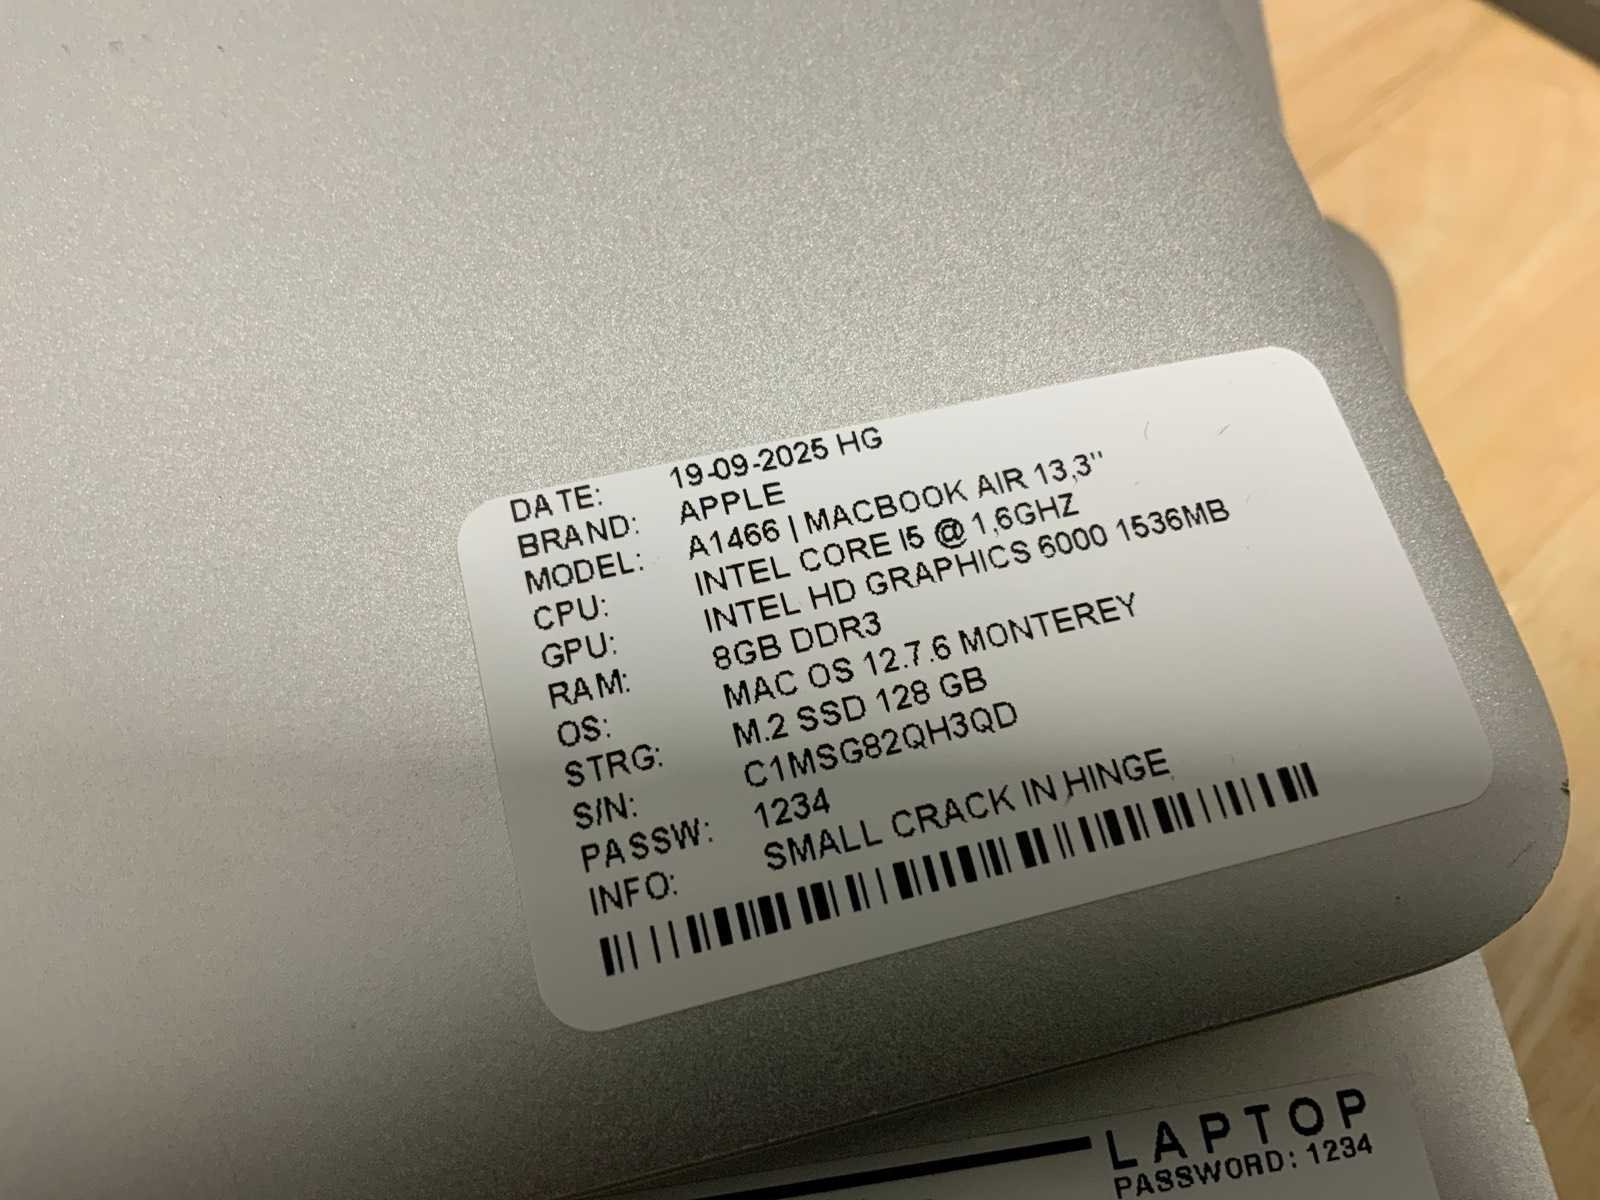 DATE: 19-09-2025 HG
BRAND: APPLE
MODEL: A1466 | MACBOOK AIR 13,3"
CPU: INTEL CORE I5 @ 1,6GHZ
GPU: INTEL HD GRAPHICS 6000 1536MB
RAM: 8GB DDR3
OS: MAC OS 12.7.6 MONTEREY
STRG: M.2 SSD 128 GB
S/N: C1MSG82QH3QD
PASSW: 1234
INFO: SMALL CRACK IN HINGE
LAPTOP
PASSWORD: 1234